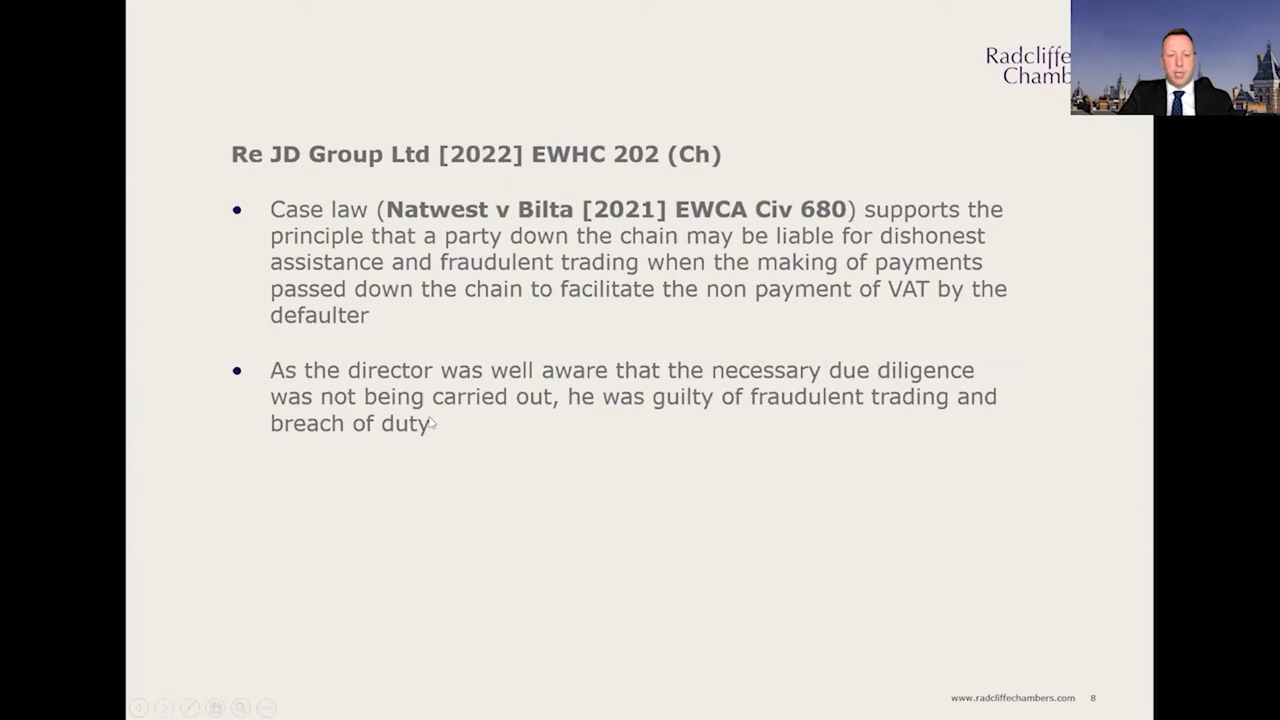 Radcliffe
Chamb
Re JD Group Ltd [2022] EWHC 202 (Ch)
• Case law (Natwest v Bilta [2021] EWCA Civ 680) supports the
principle that a party down the chain may be liable for dishonest
assistance and fraudulent trading when the making of payments
passed down the chain to facilitate the non payment of VAT by the
defaulter
• As the director was well aware that the necessary due diligence
was not being carried out, he was guilty of fraudulent trading and
breach of duty
www.radcliffechambers.com 8